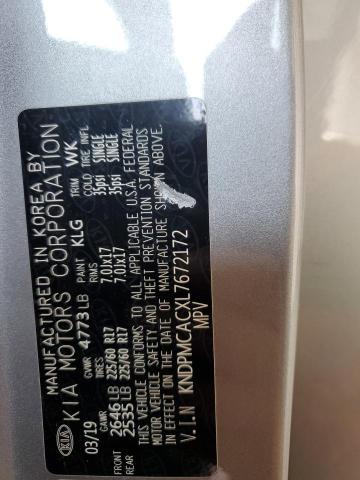 MANUFACTURED IN KOREA BY
KIA KIA MOTORS CORPORATION
03/19 GVWR 4773LB PAINT KLG TRIM WK
GAWR TIRES RIMS COLD TIRE INFL
FRONT 2646LB 225/60 R17 7.0Jx17 35psi SINGLE
REAR 2535LB 225/60 R17 7.0Jx17 35psi SINGLE
THIS VEHICLE CONFORMS TO ALL APPLICABLE U.S.A. FEDERAL
MOTOR VEHICLE SAFETY AND THEFT PREVENTION STANDARDS
IN EFFECT ON THE DATE OF MANUFACTURE SHOWN ABOVE.
V.I.N KNDPMCACXL7672172
MPV